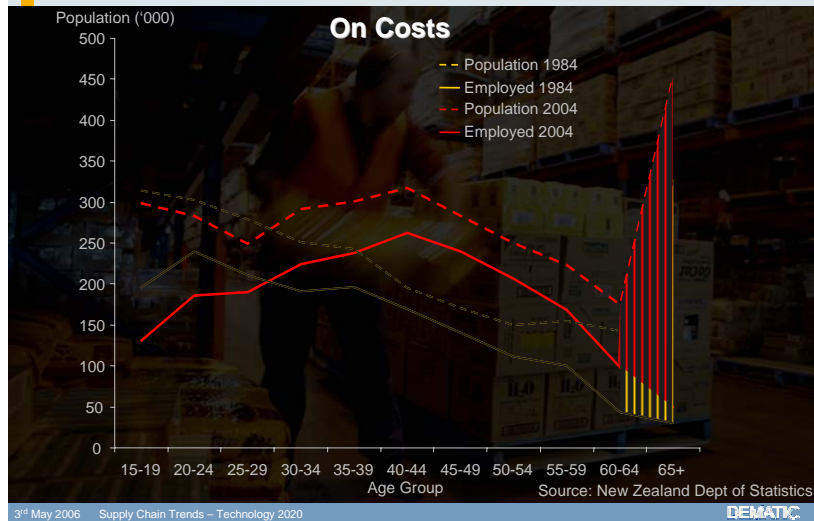 On Costs
Population (‘000)
500
450
400
350
300
250
200
150
100
50
0
Population 1984
Employed 1984
Population 2004
Employed 2004
15-19 20-24 25-29 30-34 35-39 40-44 45-49 50-54 55-59 60-64 65+
Age Group
Source: New Zealand Dept of Statistics
3rd May 2006 Supply Chain Trends – Technology 2020
DEMATIC